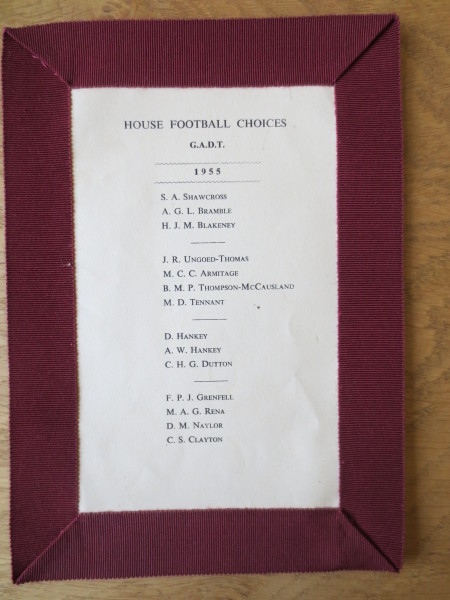 HOUSE FOOTBALL CHOICES
G.A.D.T.
1955
S. A. Shawcross
A. G. L. Bramble
H. J. M. Blakeney
J. R. Ungoed-Thomas
M. C. C. Armitage
B. M. P. Thompson-McCausland
M. D. Tennant
D. Hankey
A. W. Hankey
C. H. G. Dutton
F. P. J. Grenfell
M. A. G. Rena
D. M. Naylor
C. S. Clayton